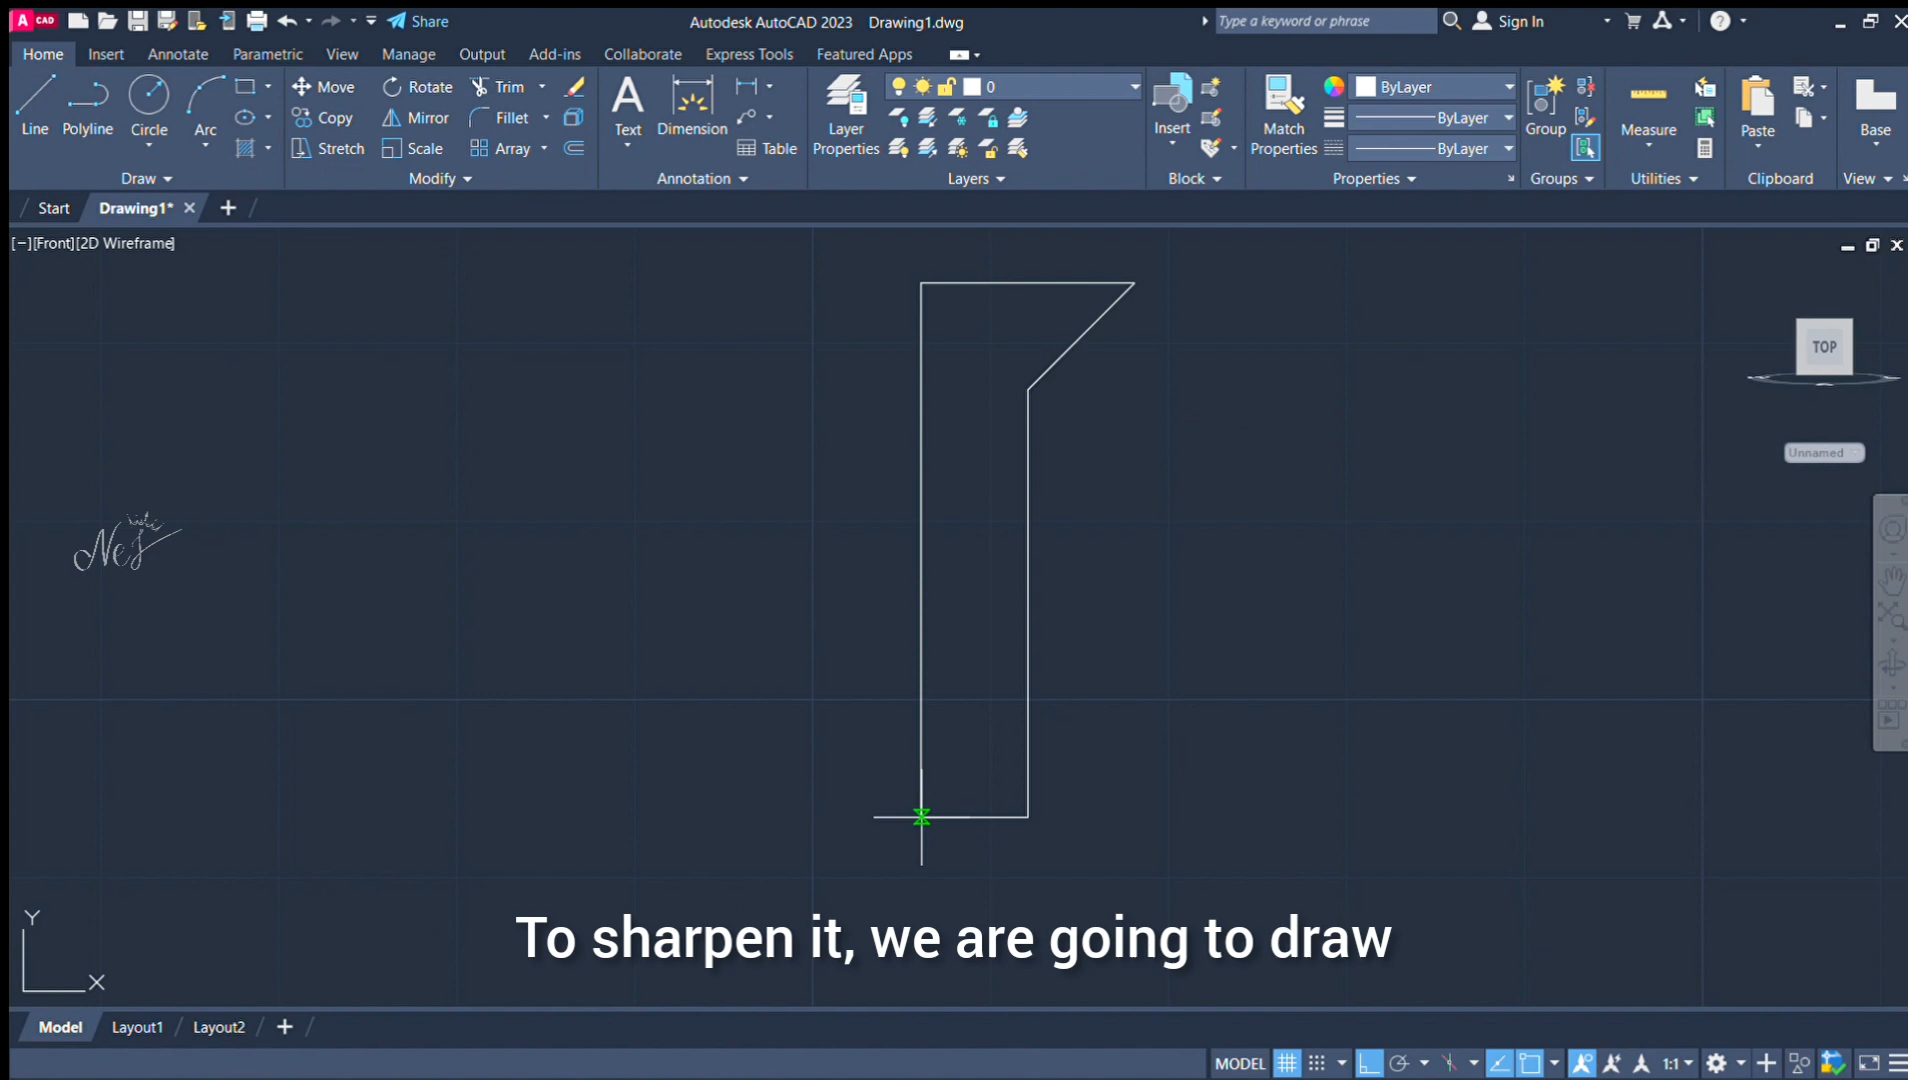 A CAD Share Autodesk AutoCAD 2023 Drawing1.dwg Type a keyword or phrase Sign In ?
Home Insert Annotate Parametric View Manage Output Add-ins Collaborate Express Tools Featured Apps
Line Polyline Circle Arc
Move Rotate Trim
Copy Mirror Fillet
Stretch Scale Array
A Text Dimension Table
Layer Properties 0
Insert
Match Properties ByLayer
ByLayer
ByLayer
Group Measure Paste Base
Draw Modify Annotation Layers Block Properties Groups Utilities Clipboard View
Start Drawing1* +
[−][Front][2D Wireframe]
TOP
Unnamed
Nej
To sharpen it, we are going to draw
Y
X
Model Layout1 Layout2 +
MODEL 1:1